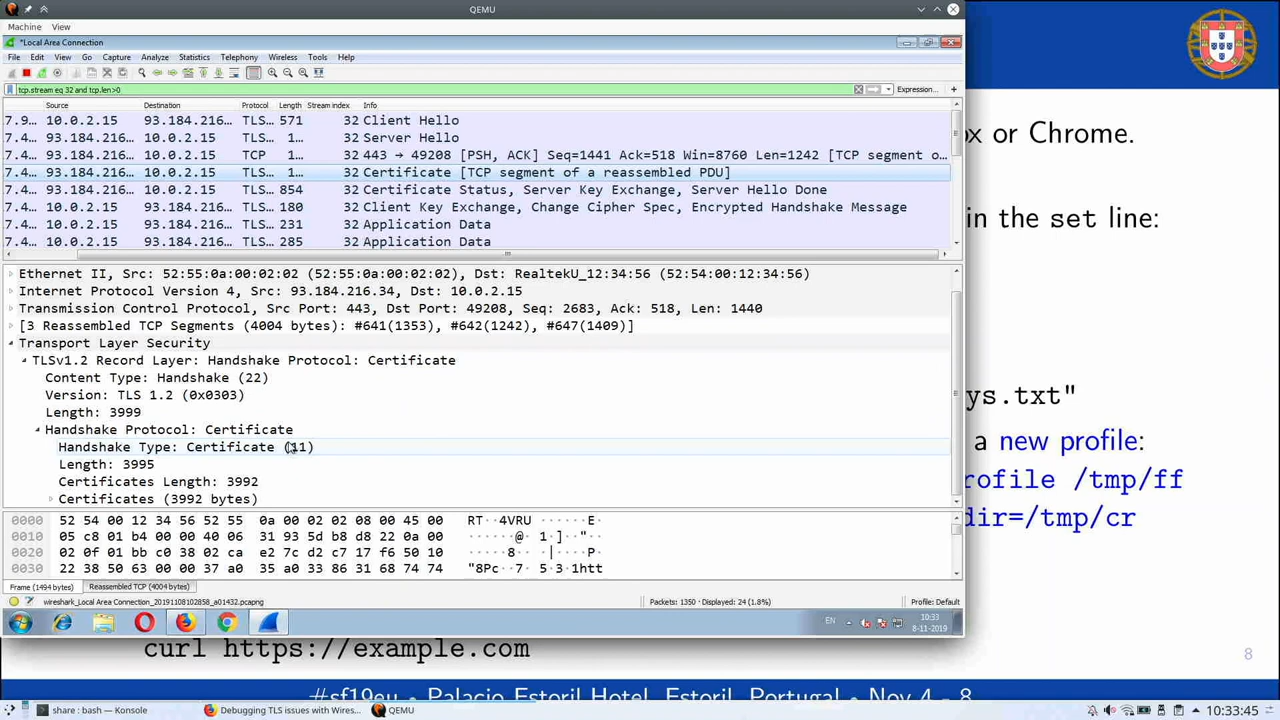 QEMU
Machine View
*Local Area Connection
File Edit View Go Capture Analyze Statistics Telephony Wireless Tools Help
tcp.stream eq 32 and tcp.len>0
Expression… +
Source Destination Protocol Length Stream index Info
7.9… 10.0.2.15 93.184.216… TLS… 571 32 Client Hello
7.4… 93.184.216… 10.0.2.15 TLS… 1… 32 Server Hello
7.4… 93.184.216… 10.0.2.15 TCP 1… 32 443 → 49208 [PSH, ACK] Seq=1441 Ack=518 Win=8760 Len=1242 [TCP segment o…
7.4… 93.184.216… 10.0.2.15 TLS… 1… 32 Certificate [TCP segment of a reassembled PDU]
7.4… 93.184.216… 10.0.2.15 TLS… 854 32 Certificate Status, Server Key Exchange, Server Hello Done
7.4… 10.0.2.15 93.184.216… TLS… 180 32 Client Key Exchange, Change Cipher Spec, Encrypted Handshake Message
7.4… 10.0.2.15 93.184.216… TLS… 231 32 Application Data
7.4… 10.0.2.15 93.184.216… TLS… 285 32 Application Data
Ethernet II, Src: 52:55:0a:00:02:02 (52:55:0a:00:02:02), Dst: RealtekU_12:34:56 (52:54:00:12:34:56)
Internet Protocol Version 4, Src: 93.184.216.34, Dst: 10.0.2.15
Transmission Control Protocol, Src Port: 443, Dst Port: 49208, Seq: 2683, Ack: 518, Len: 1440
[3 Reassembled TCP Segments (4004 bytes): #641(1353), #642(1242), #647(1409)]
Transport Layer Security
TLSv1.2 Record Layer: Handshake Protocol: Certificate
Content Type: Handshake (22)
Version: TLS 1.2 (0x0303)
Length: 3999
Handshake Protocol: Certificate
Handshake Type: Certificate (11)
Length: 3995
Certificates Length: 3992
Certificates (3992 bytes)
0000 52 54 00 12 34 56 52 55 0a 00 02 02 08 00 45 00 RT··4VRU ······E·
0010 05 c8 01 b4 00 00 40 06 31 93 5d b8 d8 22 0a 00 ······@· 1·]··"··
0020 02 0f 01 bb c0 38 02 ca e2 7c d2 c7 17 f6 50 10 ·····8·· ·|····P·
0030 22 38 50 63 00 00 37 a0 35 a0 33 86 31 68 74 74 "8Pc··7· 5·3·1htt
Frame (1494 bytes) Reassembled TCP (4004 bytes)
wireshark_Local Area Connection_20191108102858_a01432.pcapng Packets: 1350 · Displayed: 24 (1.8%) Profile: Default
EN 10:33
8-11-2019
ox or Chrome.
in the set line:
ys.txt"
a new profile:
rofile /tmp/ff
dir=/tmp/cr
curl https://example.com
8
#sf19eu • Palacio Estoril Hotel, Estoril, Portugal • Nov 4 - 8
share : bash — Konsole Debugging TLS issues with Wires… QEMU 10:33:45